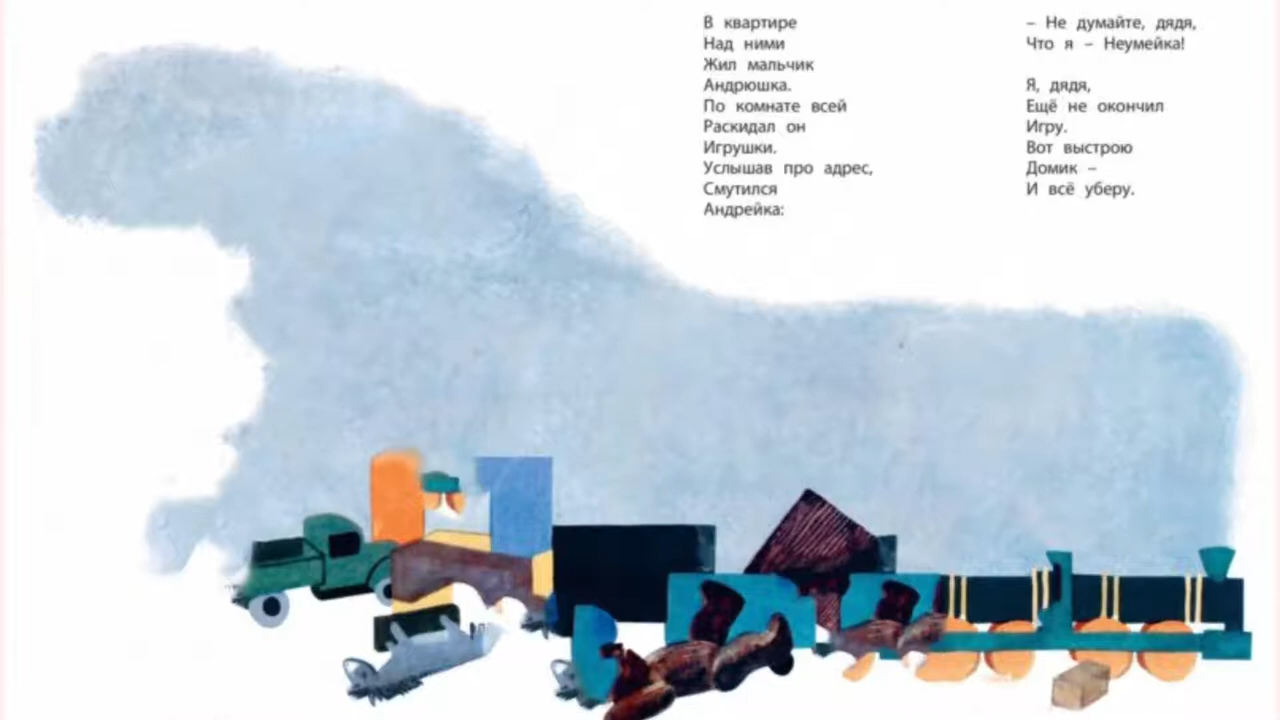 В квартире
Над ними
Жил мальчик
Андрюшка.
По комнате всей
Раскидал он
Игрушки.
Услышав про адрес,
Смутился
Андрейка:
– Не думайте, дядя,
Что я – Неумейка!
Я, дядя,
Ещё не окончил
Игру.
Вот выстрою
Домик –
И всё уберу.